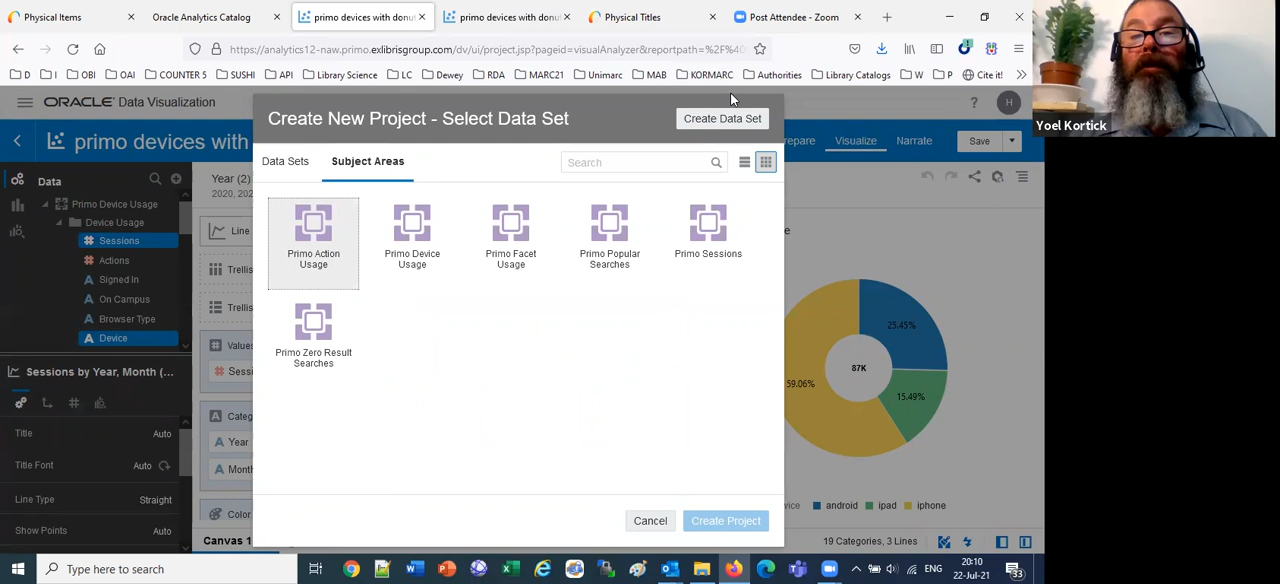 Physical Items
Oracle Analytics Catalog
primo devices with donu
primo devices with donu
Physical Titles
Post Attendee - Zoom
https://analytics12-naw.primo.exlibrisgroup.com/dv/ui/project.jsp?pageid=visualAnalyzer&reportpath=%2F%40
D
I
OBI
OAI
COUNTER 5
SUSHI
API
Library Science
LC
Dewey
RDA
MARC21
Unimarc
MAB
KORMARC
Authorities
Library Catalogs
W
P
Cite it!
Yoel Kortick
ORACLE Data Visualization
?
H
primo devices with
repare
Visualize
Narrate
Save
Create New Project - Select Data Set
Create Data Set
Data Sets
Subject Areas
Search
Primo Action
Usage
Primo Device
Usage
Primo Facet
Usage
Primo Popular
Searches
Primo Sessions
Primo Zero Result
Searches
Cancel
Create Project
Data
Primo Device Usage
Device Usage
Sessions
Actions
Signed In
On Campus
Browser Type
Device
Sessions by Year, Month (...
Title
Auto
Title Font
Auto
Line Type
Straight
Show Points
Auto
Year (2)
2020, 202
Line
Trellis
Trellis
Values
Sessi
Categ
Year
Month
Color
Canvas 1
e
25.45%
15.49%
59.06%
87K
vice
android
ipad
iphone
19 Categories, 3 Lines
Type here to search
ENG
20:10
22-Jul-21
33